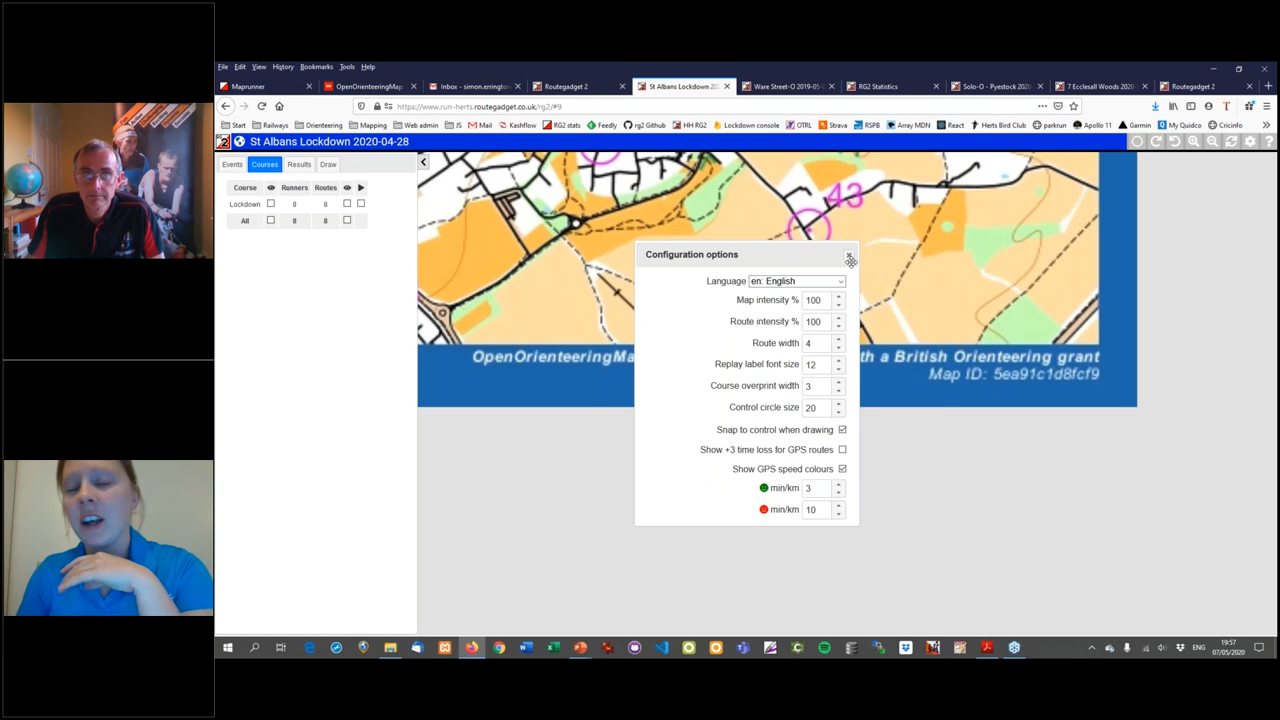 File Edit View History Bookmarks Tools Help
Maprunner
OpenOrienteeringMap
Inbox - simon.errington
Routegadget 2
St Albans Lockdown 202
Ware Street-O 2019-05
RG2 Statistics
Solo-O - Pyestock 2020
7 Ecclesall Woods 2020-
Routegadget 2
https://www.run-herts.routegadget.co.uk/rg2/#9
Start Railways Orienteering Mapping Web admin JS Mail Kashflow RG2 stats Feedly rg2 Github HH RG2 Lockdown console OTRL Strava RSPB Array MDN React Herts Bird Club parkrun Apollo 11 Garmin My Quidco Cricinfo
St Albans Lockdown 2020-04-28
Events Courses Results Draw
Course Runners Routes
Lockdown 8 8
All 8 8
43
Configuration options
Language en: English
Map intensity % 100
Route intensity % 100
Route width 4
Replay label font size 12
Course overprint width 3
Control circle size 20
Snap to control when drawing
Show +3 time loss for GPS routes
Show GPS speed colours
min/km 3
min/km 10
OpenOrienteeringMa
th a British Orienteering grant
Map ID: 5ea91c1d8fcf9
ENG
19:57
07/05/2020